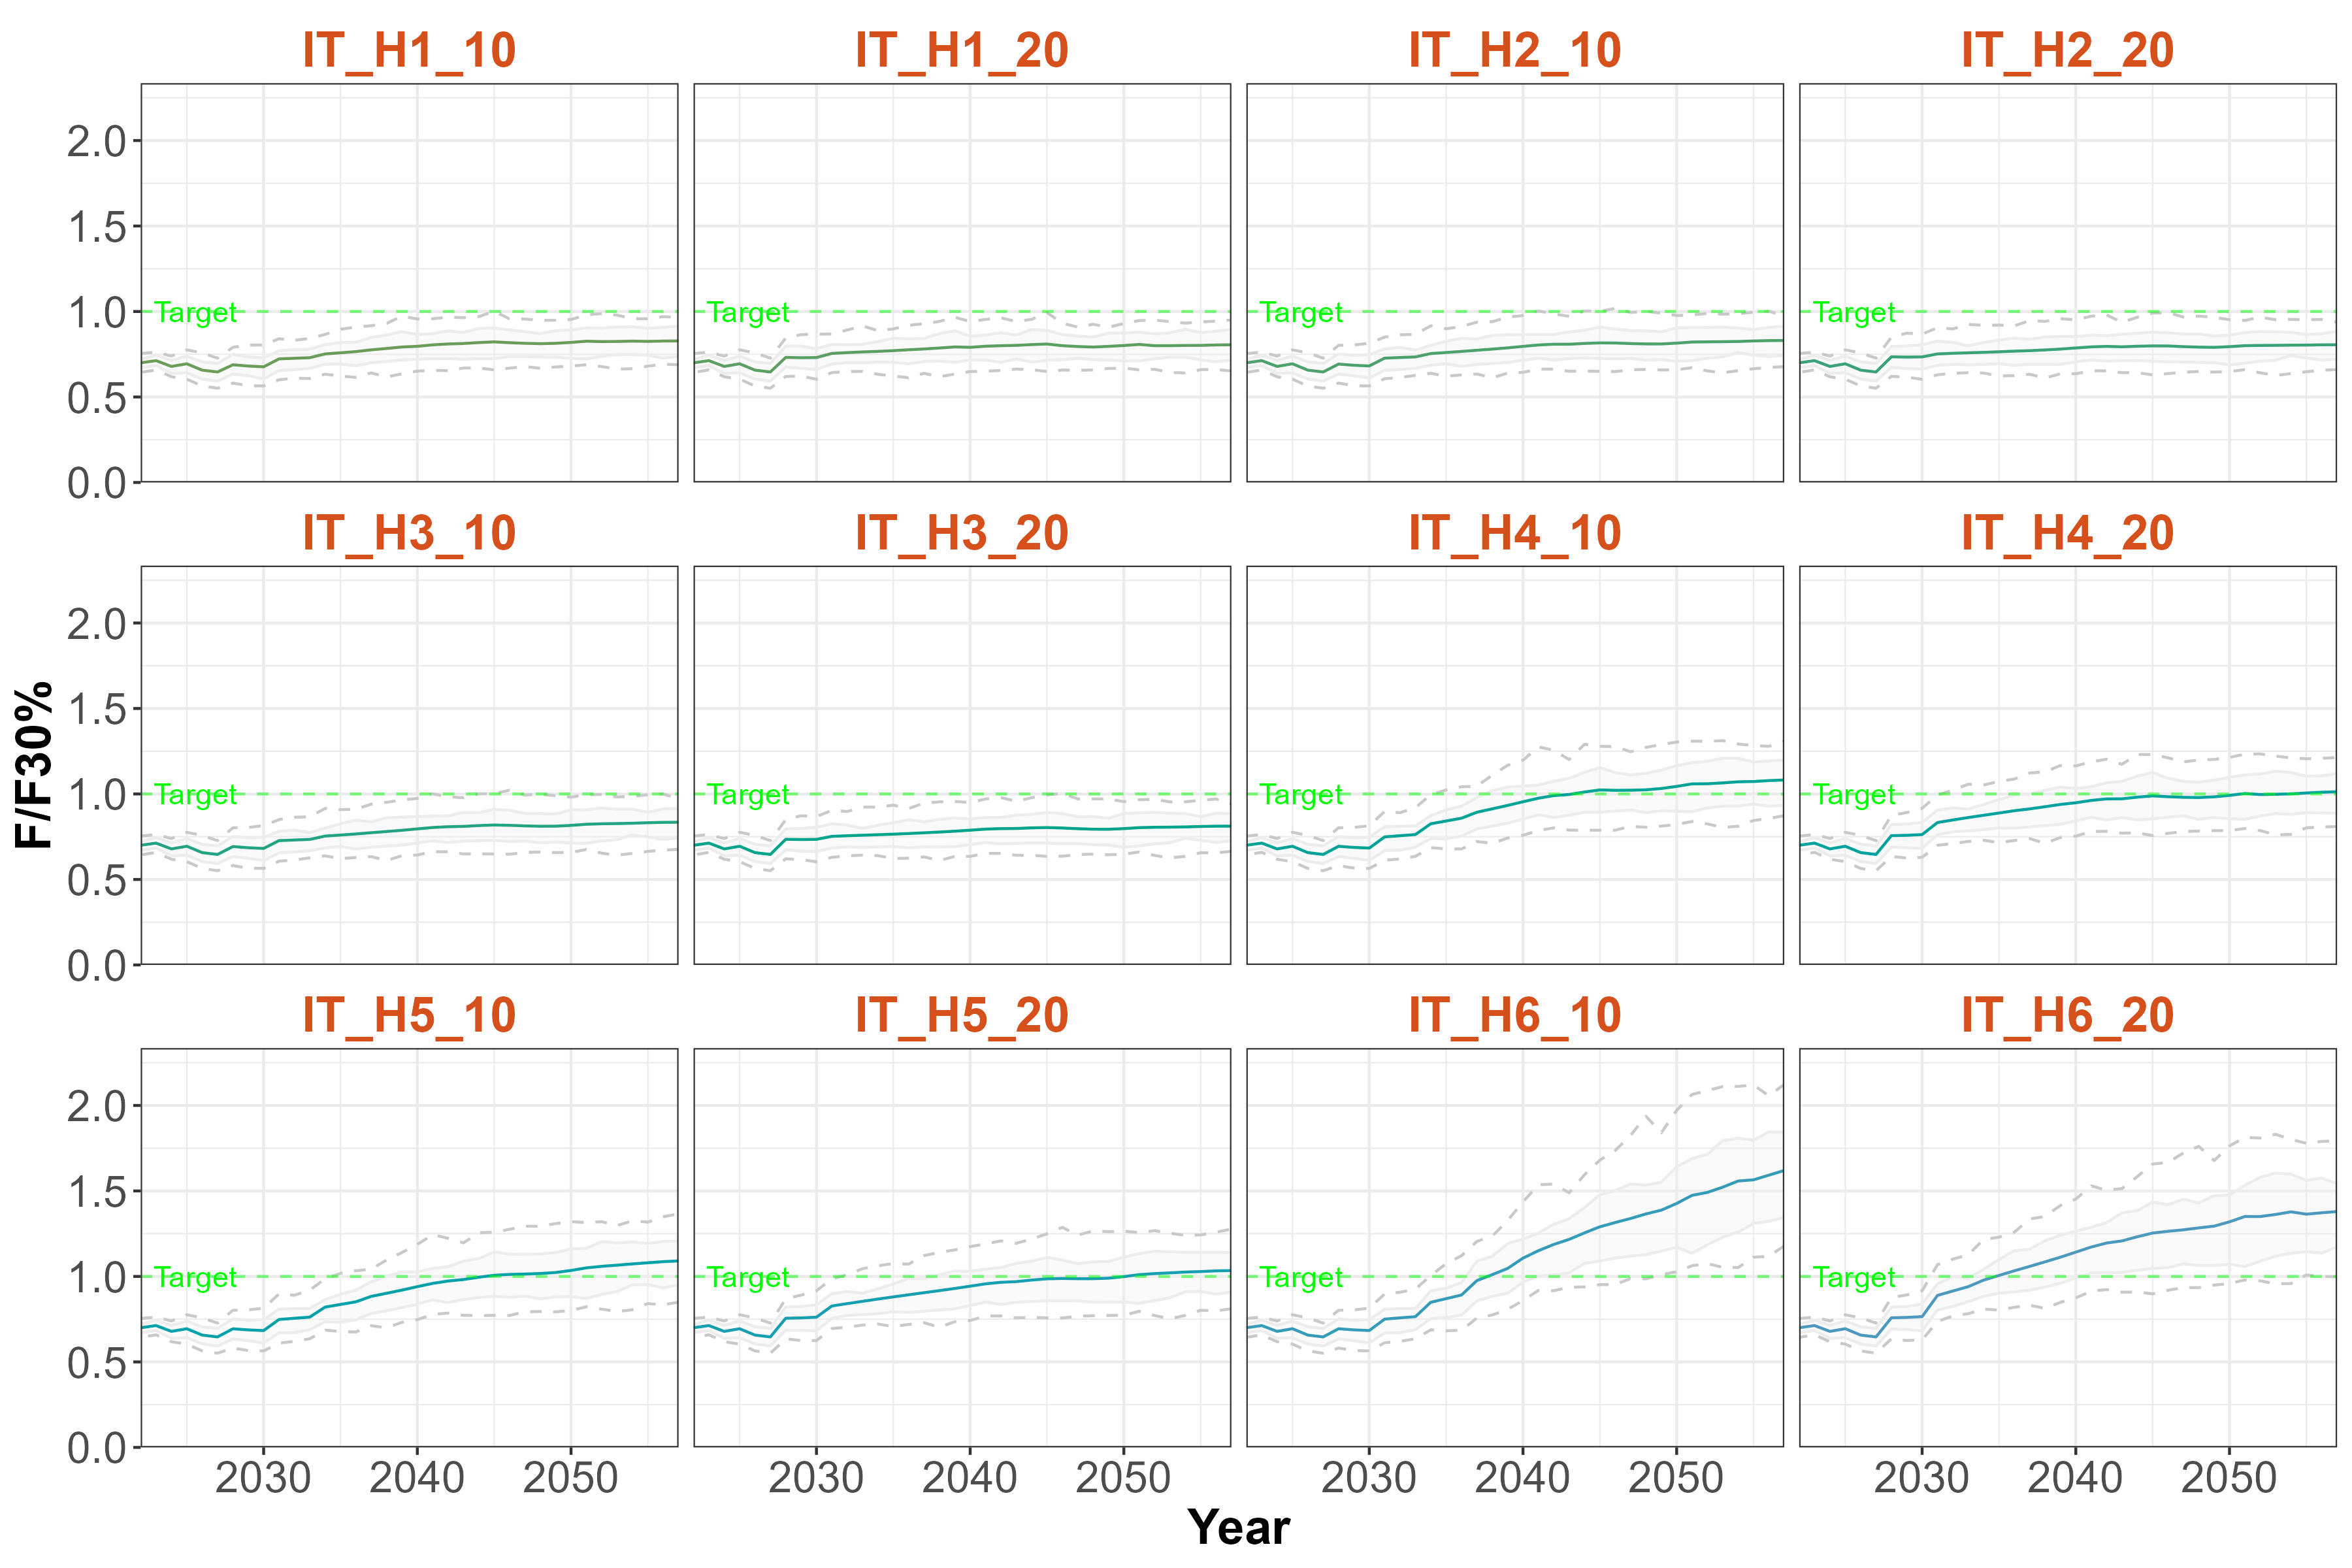 IT_H1_10 IT_H1_20 IT_H2_10 IT_H2_20
2.0
1.5
1.0 Target Target Target Target
0.5
0.0
IT_H3_10 IT_H3_20 IT_H4_10 IT_H4_20
2.0
1.5
1.0 Target Target Target Target
0.5
0.0
F/F30%
IT_H5_10 IT_H5_20 IT_H6_10 IT_H6_20
2.0
1.5
1.0 Target Target Target Target
0.5
0.0
2030 2040 2050 2030 2040 2050 2030 2040 2050 2030 2040 2050
Year